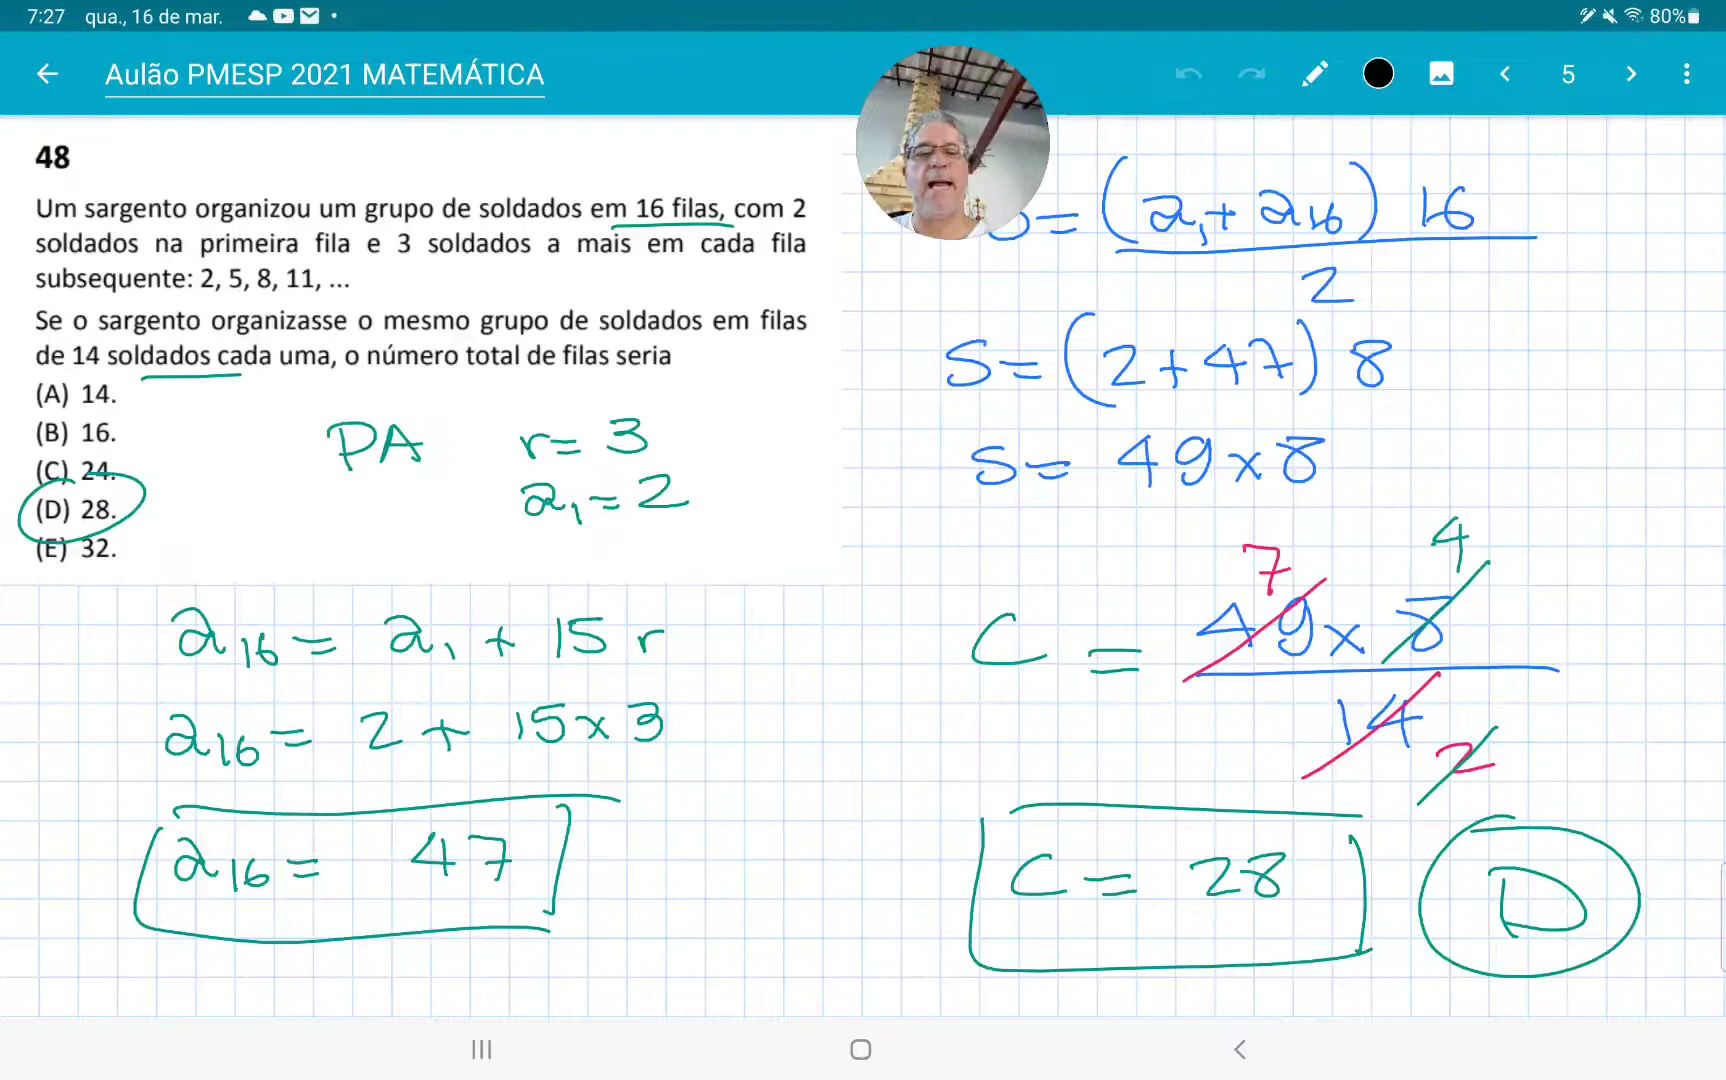 7:27 qua., 16 de mar.
80%
Aulão PMESP 2021 MATEMÁTICA
5
48
Um sargento organizou um grupo de soldados em 16 filas, com 2
soldados na primeira fila e 3 soldados a mais em cada fila
subsequente: 2, 5, 8, 11, ...
Se o sargento organizasse o mesmo grupo de soldados em filas
de 14 soldados cada uma, o número total de filas seria
(A) 14.
(B) 16.
(C) 24.
(D) 28.
(E) 32.
PA r = 3
a₁ = 2
a₁₆ = a₁ + 15 r
a₁₆ = 2 + 15 x 3
a₁₆ = 47
S = (a₁ + a₁₆) 16
2
S = (2 + 47) 8
S = 49 x 8
7 4
C = 49 x 8
14 2
C = 28 D